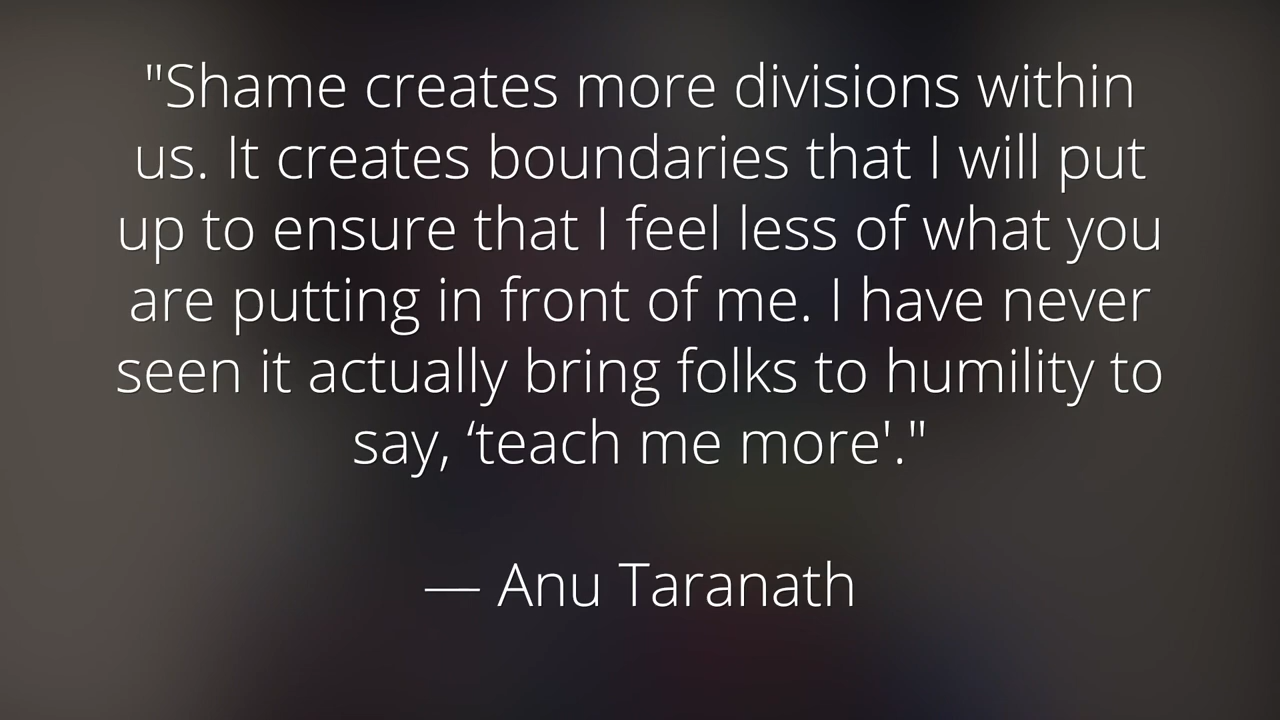 "Shame creates more divisions within
us. It creates boundaries that I will put
up to ensure that I feel less of what you
are putting in front of me. I have never
seen it actually bring folks to humility to
say, ‘teach me more'."
— Anu Taranath